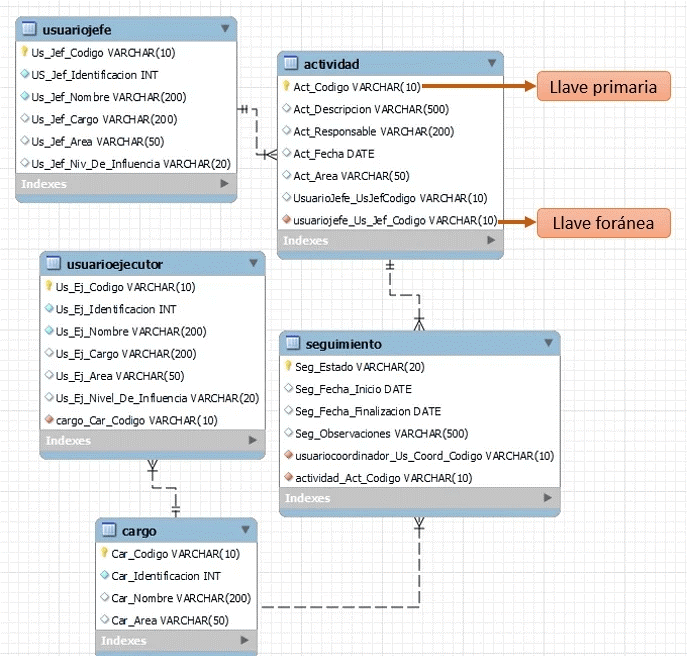 usuariojefe
Us_Jef_Codigo VARCHAR(10)
US_Jef_Identificacion INT
Us_Jef_Nombre VARCHAR(200)
Us_Jef_Cargo VARCHAR(200)
Us_Jef_Area VARCHAR(50)
Us_Jef_Niv_De_Influencia VARCHAR(20)
Indexes
actividad
Act_Codigo VARCHAR(10)
Llave primaria
Act_Descripcion VARCHAR(500)
Act_Responsable VARCHAR(200)
Act_Fecha DATE
Act_Area VARCHAR(50)
UsuarioJefe_UsJefCodigo VARCHAR(10)
usuariojefe_Us_Jef_Codigo VARCHAR(10)
Llave foránea
Indexes
usuarioejecutor
Us_Ej_Codigo VARCHAR(10)
Us_Ej_Identificacion INT
Us_Ej_Nombre VARCHAR(200)
Us_Ej_Cargo VARCHAR(200)
Us_Ej_Area VARCHAR(50)
Us_Ej_Nivel_De_Influencia VARCHAR(20)
cargo_Car_Codigo VARCHAR(10)
Indexes
seguimiento
Seg_Estado VARCHAR(20)
Seg_Fecha_Inicio DATE
Seg_Fecha_Finalizacion DATE
Seg_Observaciones VARCHAR(500)
usuariocoordinador_Us_Coord_Codigo VARCHAR(10)
actividad_Act_Codigo VARCHAR(10)
Indexes
cargo
Car_Codigo VARCHAR(10)
Car_Identificacion INT
Car_Nombre VARCHAR(200)
Car_Area VARCHAR(50)
Indexes